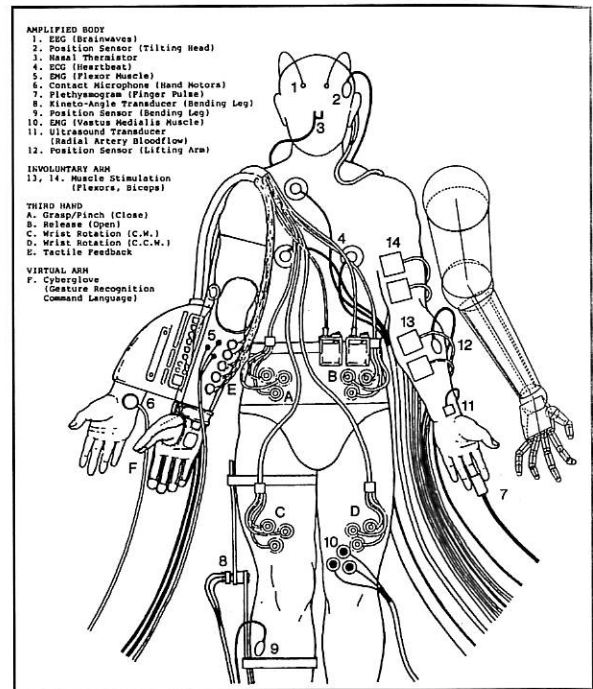 AMPLIFIED BODY
1. EEG (Brainwaves)
2. Position Sensor (Tilting Head)
3. Nasal Thermistor
4. ECG (Heartbeat)
5. EMG (Flexor Muscle)
6. Contact Microphone (Hand Motors)
7. Plethysmogram (Finger Pulse)
8. Kineto-Angle Transducer (Bending Leg)
9. Position Sensor (Bending Leg)
10. EMG (Vastus Medialis Muscle)
11. Ultrasound Transducer
(Radial Artery Bloodflow)
12. Position Sensor (Lifting Arm)
INVOLUNTARY ARM
13, 14. Muscle Stimulation
(Flexors, Biceps)
THIRD HAND
A. Grasp/Pinch (Close)
B. Release (Open)
C. Wrist Rotation (C.W.)
D. Wrist Rotation (C.C.W.)
E. Tactile Feedback
VIRTUAL ARM
F. Cyberglove
(Gesture Recognition
Command Language)
1
2
3
4
14
13
12
5
E
A
B
6
11
F
7
C
D
10
8
9